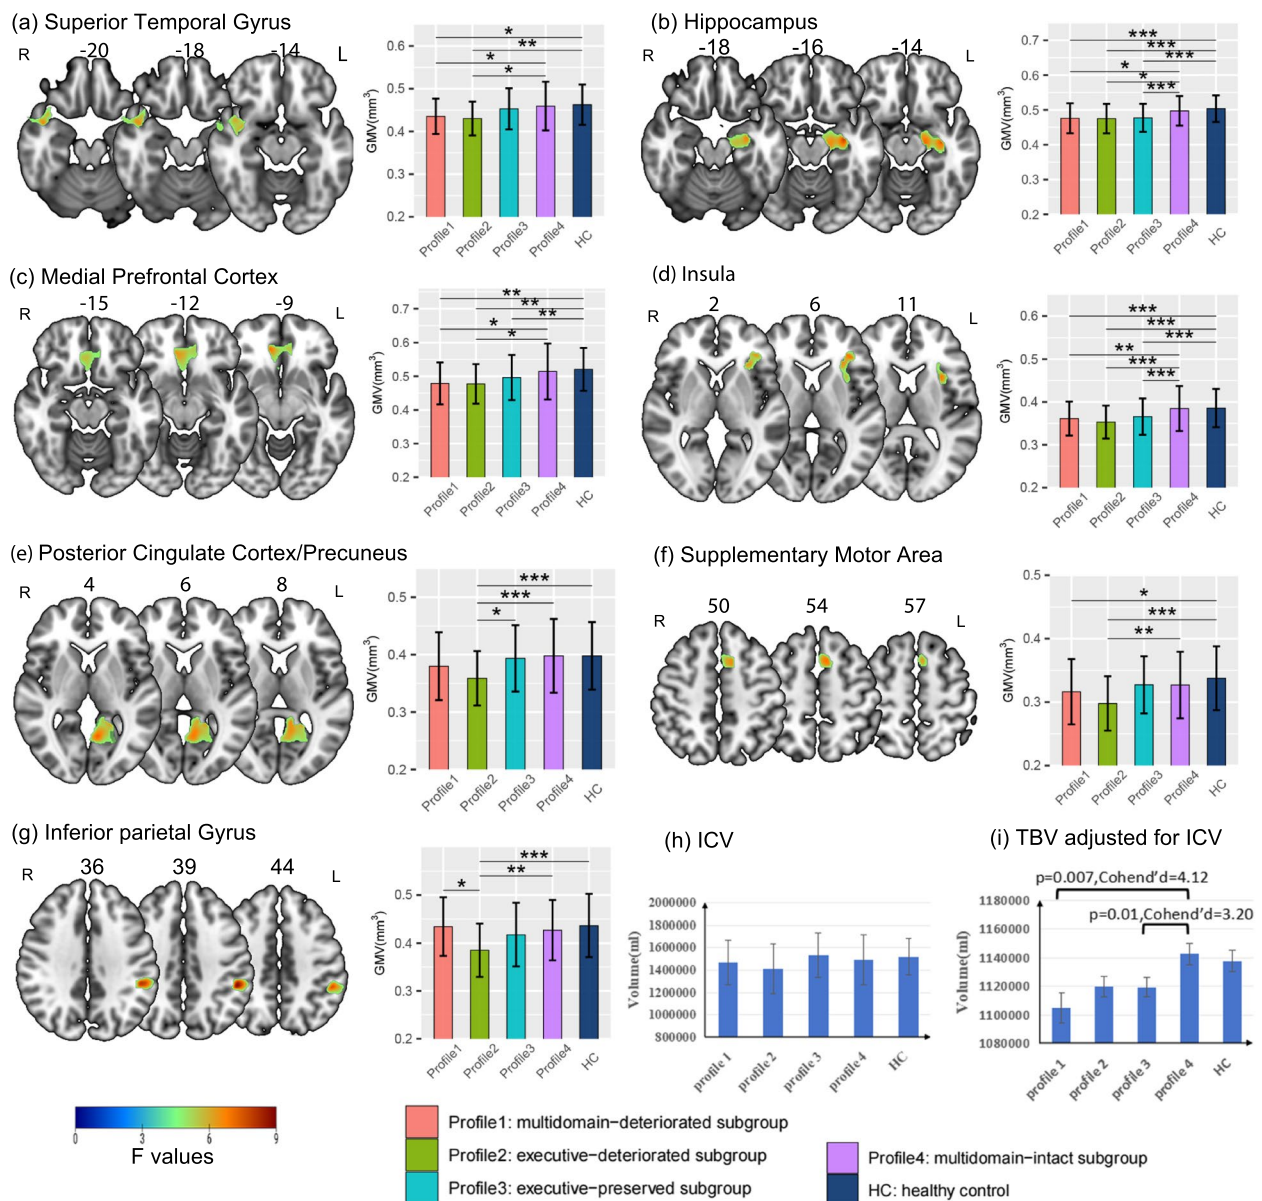 (a) Superior Temporal Gyrus
R -20 -18 -14 L
GMV(mm³)
0.6
0.5
0.4
0.3
0.2
* ** * *
Profile1 Profile2 Profile3 Profile4 HC
(b) Hippocampus
R -18 -16 -14 L
GMV(mm³)
0.7
0.6
0.5
0.4
0.3
0.2
*** *** *** * * ***
Profile1 Profile2 Profile3 Profile4 HC
(c) Medial Prefrontal Cortex
R -15 -12 -9 L
GMV(mm³)
0.7
0.6
0.5
0.4
0.3
0.2
** ** ** * *
Profile1 Profile2 Profile3 Profile4 HC
(d) Insula
R 2 6 11 L
GMV(mm³)
0.6
0.5
0.4
0.3
0.2
*** *** *** ** *** ***
Profile1 Profile2 Profile3 Profile4 HC
(e) Posterior Cingulate Cortex/Precuneus
R 4 6 8 L
GMV(mm³)
0.5
0.4
0.3
0.2
*** *** *
Profile1 Profile2 Profile3 Profile4 HC
(f) Supplementary Motor Area
R 50 54 57 L
GMV(mm³)
0.5
0.4
0.3
0.2
* *** **
Profile1 Profile2 Profile3 Profile4 HC
(g) Inferior parietal Gyrus
R 36 39 44 L
GMV(mm³)
0.5
0.4
0.3
0.2
*** ** *
Profile1 Profile2 Profile3 Profile4 HC
(h) ICV
Volume(ml)
2000000
1800000
1600000
1400000
1200000
1000000
800000
profile 1 profile 2 profile 3 profile 4 HC
(i) TBV adjusted for ICV
p=0.007,Cohend'd=4.12
p=0.01,Cohend'd=3.20
Volume(ml)
1180000
1160000
1140000
1120000
1100000
1080000
profile 1 profile 2 profile 3 profile 4 HC
0 3 6 9
F values
Profile1: multidomain−deteriorated subgroup
Profile2: executive−deteriorated subgroup
Profile3: executive−preserved subgroup
Profile4: multidomain−intact subgroup
HC: healthy control